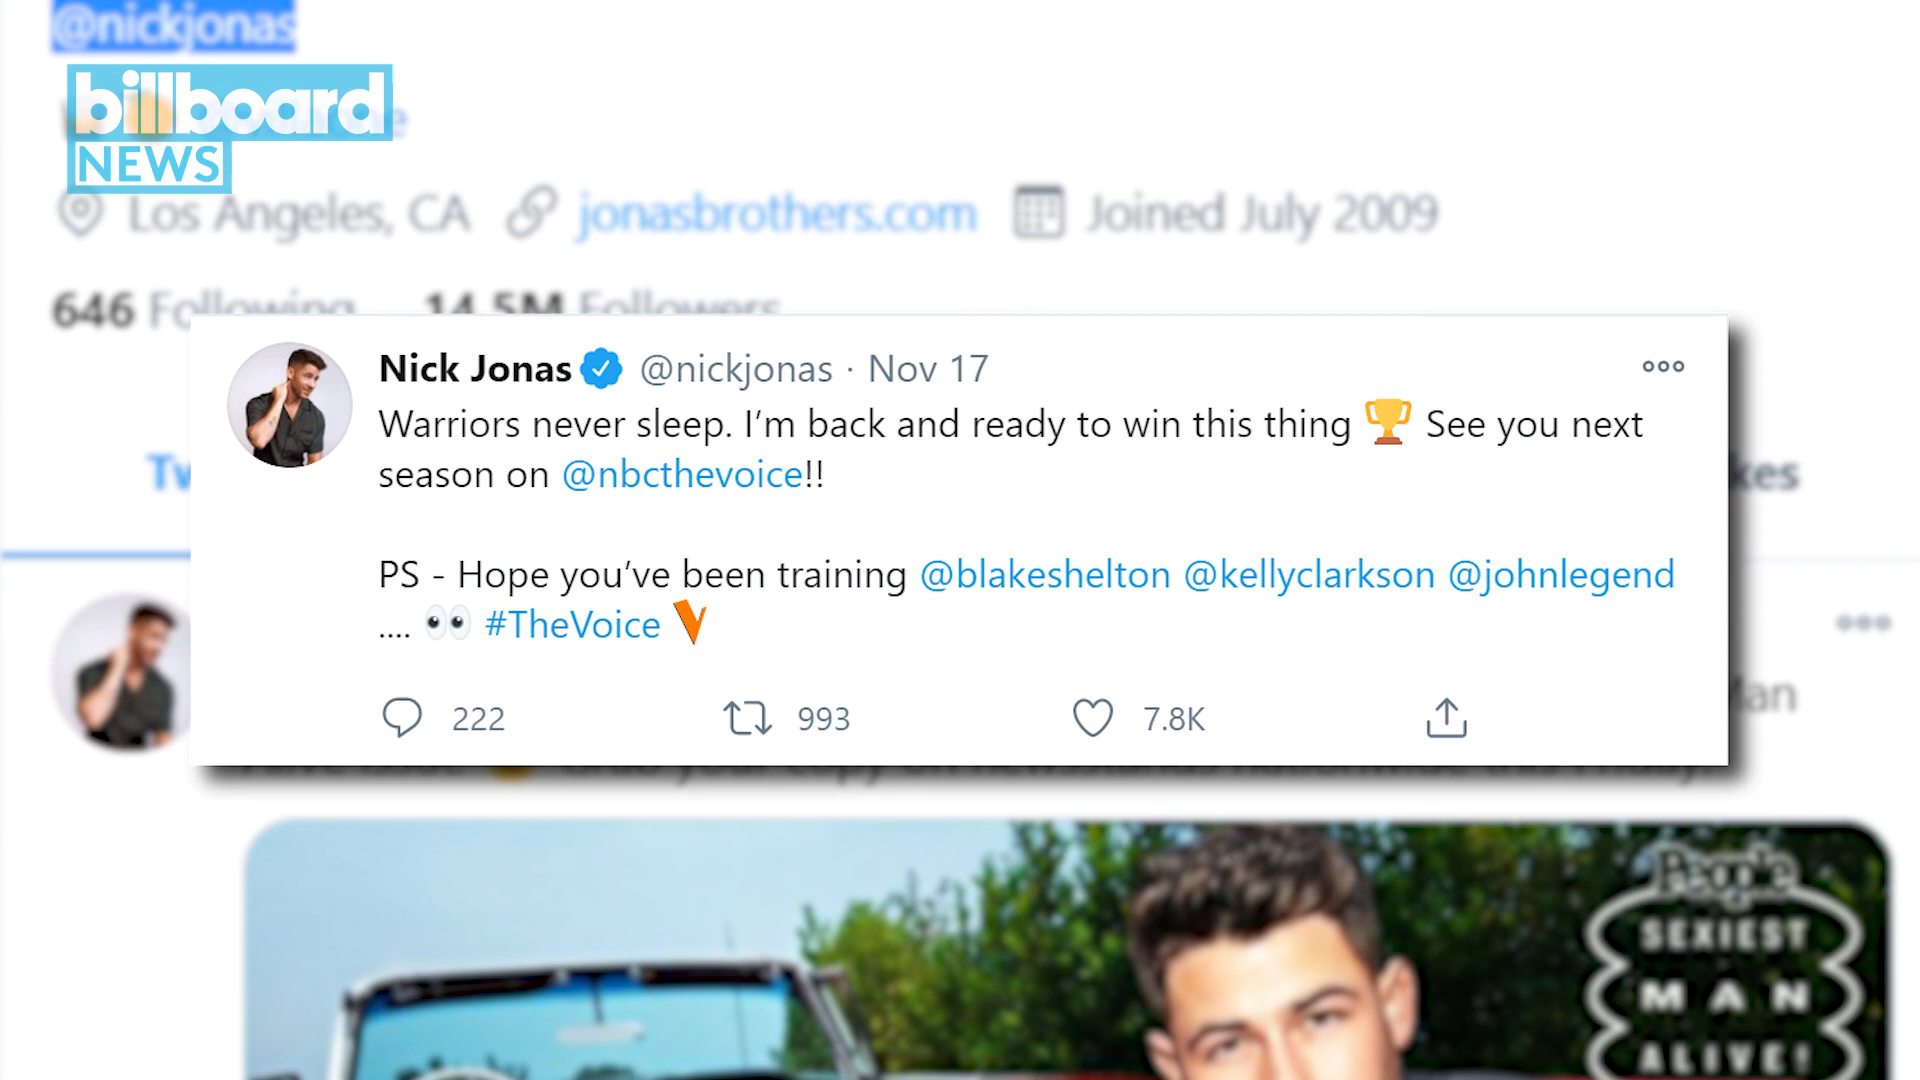 @nickjonas
billboard
NEWS
Los Angeles, CA jonasbrothers.com Joined July 2009
646 Following 14.5M Followers
Nick Jonas @nickjonas · Nov 17
Warriors never sleep. I’m back and ready to win this thing 🏆 See you next
season on @nbcthevoice!!
PS - Hope you’ve been training @blakeshelton @kellyclarkson @johnlegend
.... 👀 #TheVoice
222 993 7.8K
People
SEXIEST
MAN
ALIVE!